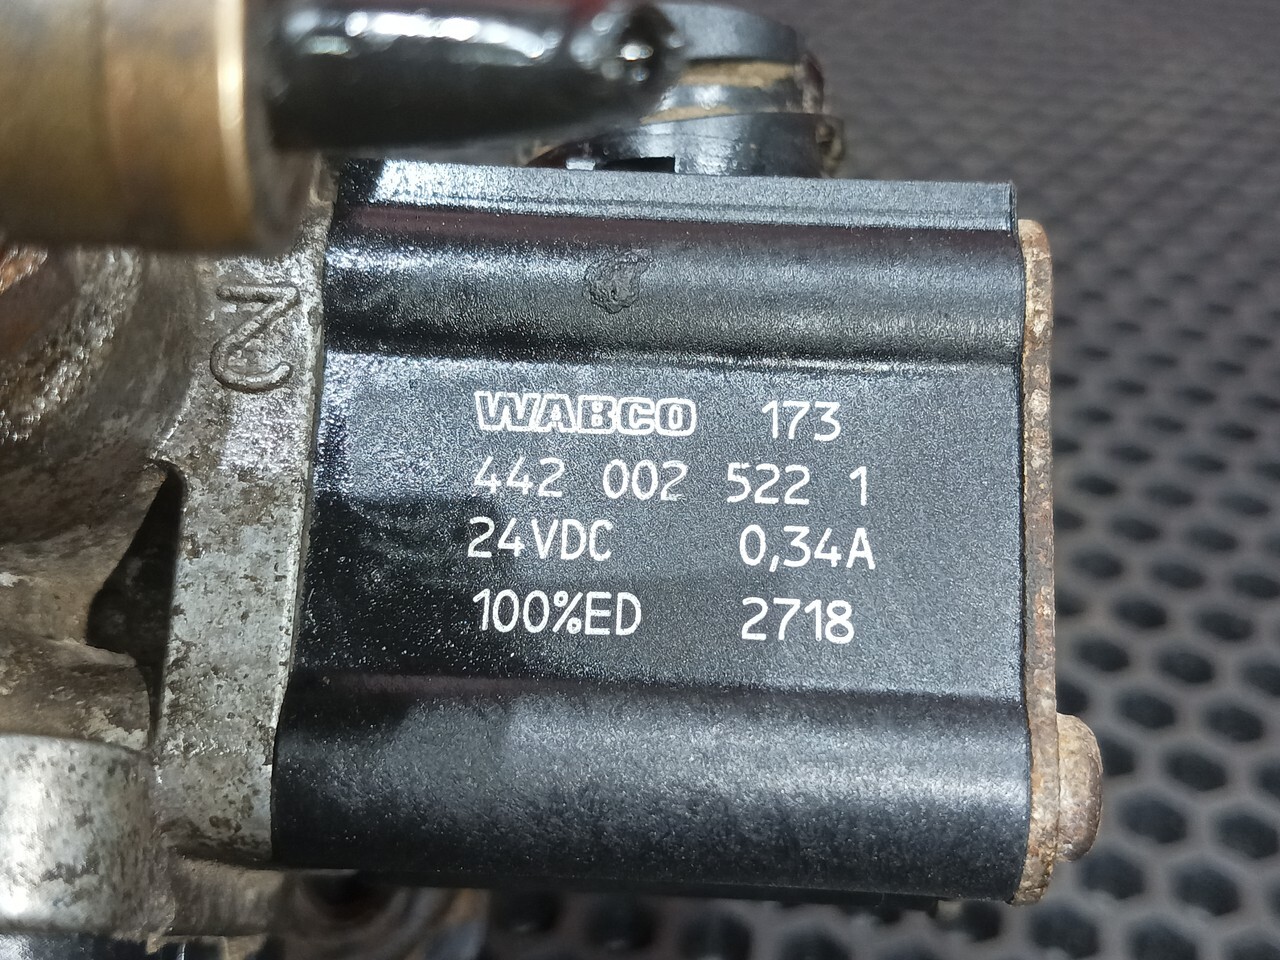 WABCO 173
442 002 522 1
24VDC 0,34A
100%ED 2718